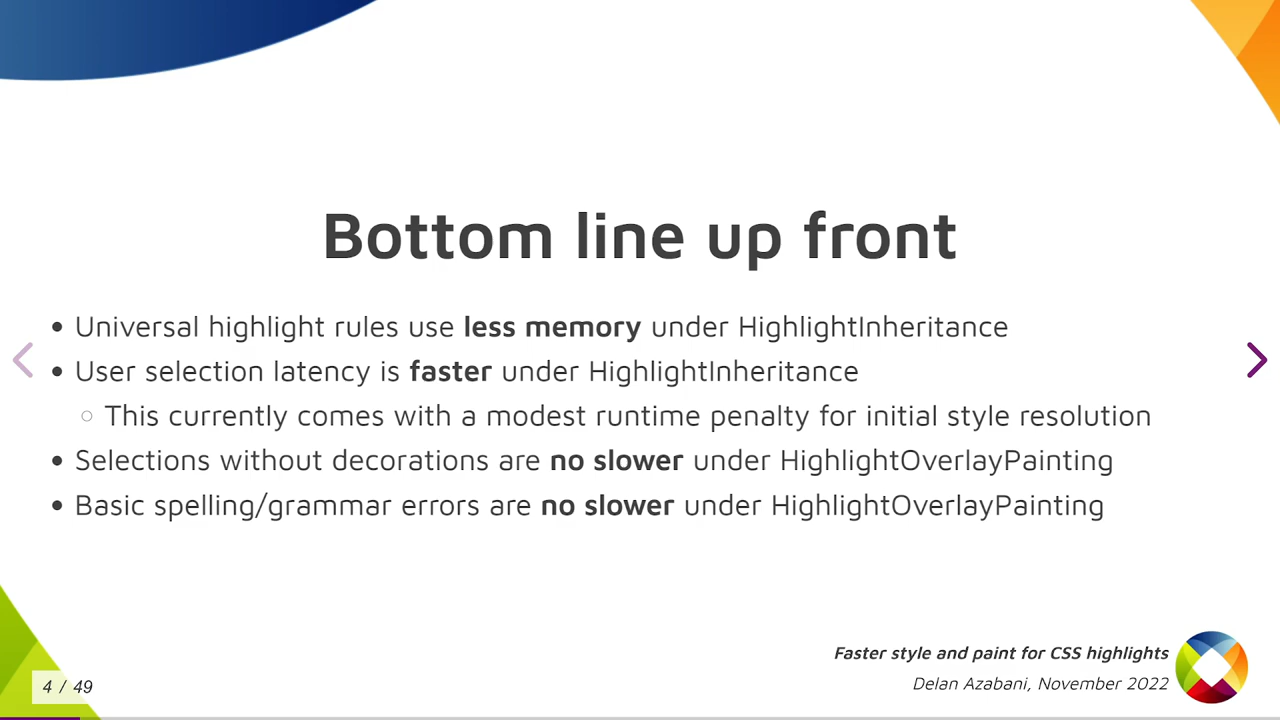 Bottom line up front
• Universal highlight rules use less memory under HighlightInheritance
• User selection latency is faster under HighlightInheritance
○ This currently comes with a modest runtime penalty for initial style resolution
• Selections without decorations are no slower under HighlightOverlayPainting
• Basic spelling/grammar errors are no slower under HighlightOverlayPainting
Faster style and paint for CSS highlights
Delan Azabani, November 2022
4 / 49